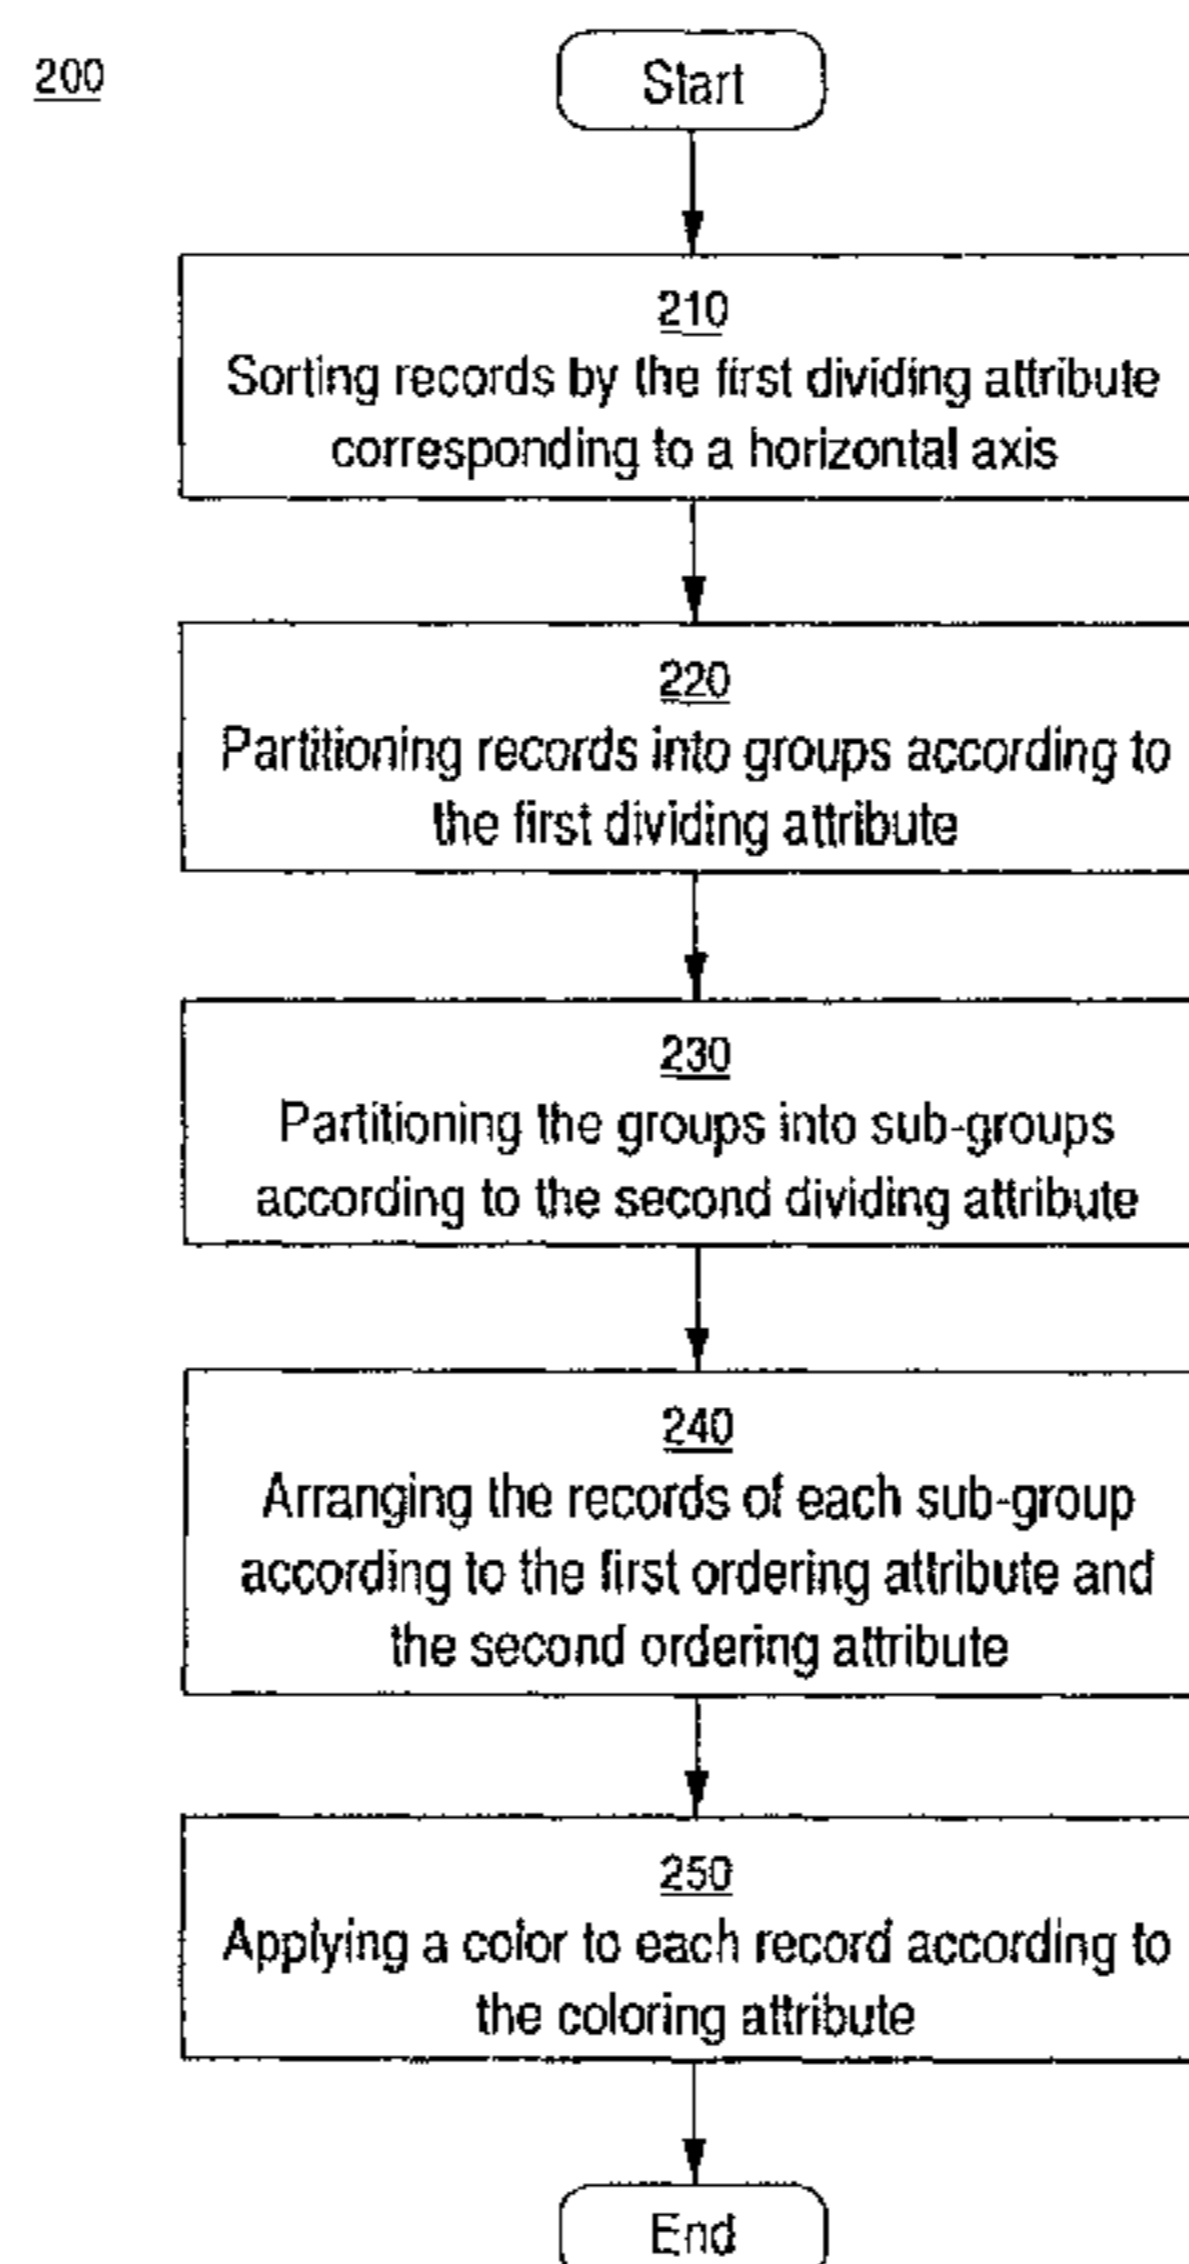 200
Start
210
Sorting records by the first dividing attribute
corresponding to a horizontal axis
220
Partitioning records into groups according to
the first dividing attribute
230
Partitioning the groups into sub-groups
according to the second dividing attribute
240
Arranging the records of each sub-group
according to the first ordering attribute and
the second ordering attribute
250
Applying a color to each record according to
the coloring attribute
End